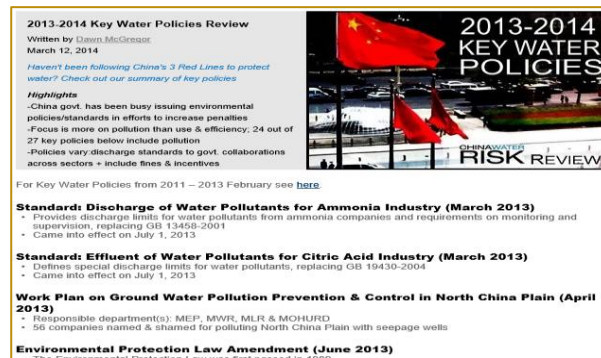 2013-2014 Key Water Policies Review
Written by Dawn McGregor
March 12, 2014
Haven't been following China's 3 Red Lines to protect
water? Check out our summary of key policies
Highlights
-China govt. has been busy issuing environmental
policies/standards in efforts to increase penalties
-Focus is more on pollution than use & efficiency; 24 out of
27 key policies below include pollution
-Policies vary:discharge standards to govt. collaborations
across sectors + include fines & incentives
2013-2014
KEY WATER
POLICIES
CHINAWATER
RISK REVIEW
For Key Water Policies from 2011 – 2013 February see here.
Standard: Discharge of Water Pollutants for Ammonia Industry (March 2013)
• Provides discharge limits for water pollutants from ammonia companies and requirements on monitoring and
supervision, replacing GB 13458-2001
• Came into effect on July 1, 2013
Standard: Effluent of Water Pollutants for Citric Acid Industry (March 2013)
• Defines special discharge limits for water pollutants, replacing GB 19430-2004
• Came into effect on July 1, 2013
Work Plan on Ground Water Pollution Prevention & Control in North China Plain (April
2013)
• Responsible department(s): MEP, MWR, MLR & MOHURD
• 56 companies named & shamed for polluting North China Plain with seepage wells
Environmental Protection Law Amendment (June 2013)
• The Environmental Protection Law was first passed in 1989